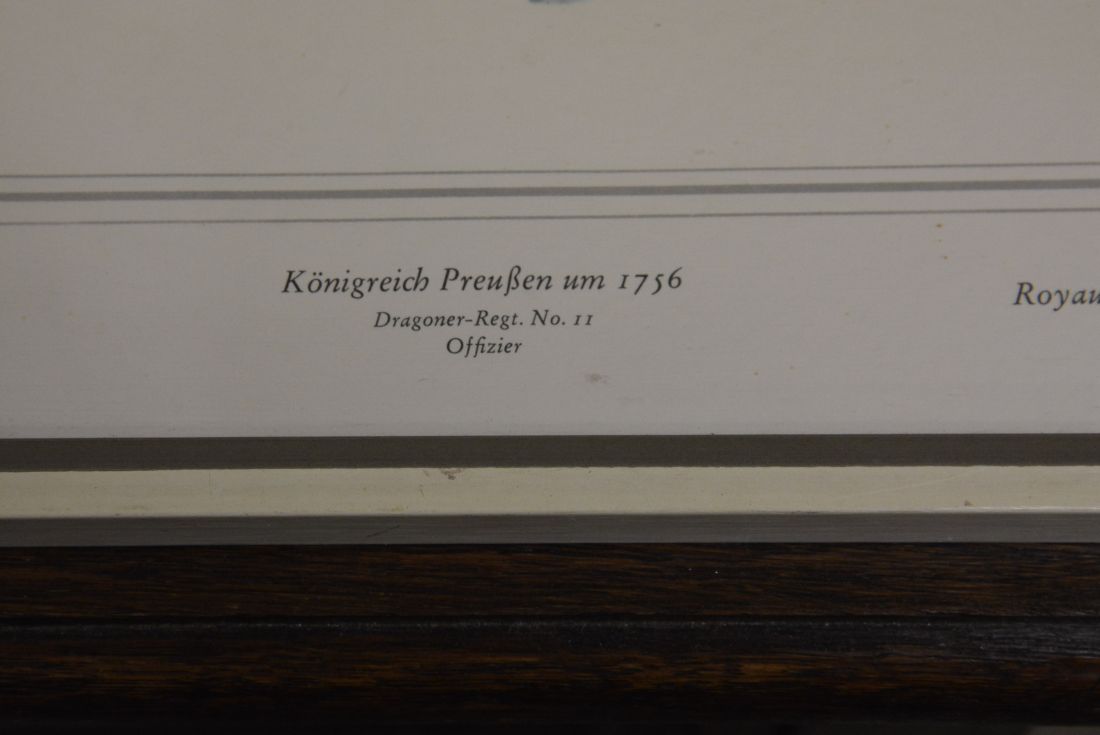 Königreich Preußen um 1756
Dragoner-Regt. No. 11
Offizier